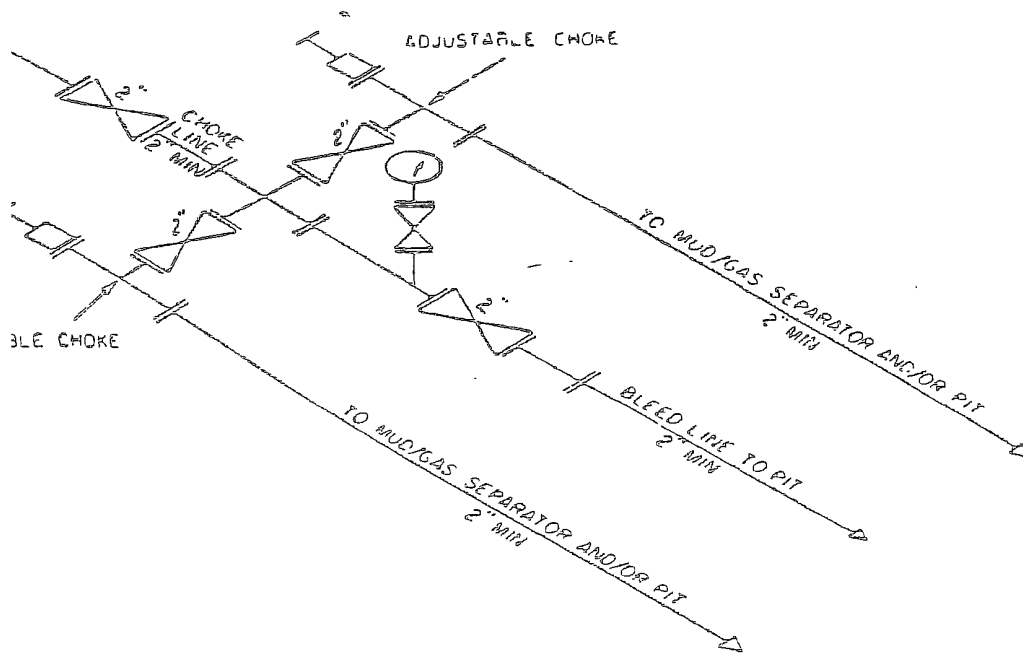 ADJUSTABLE CHOKE
2"
CHOKE
LINE
2" MIN
2"
2"
2"
BLE CHOKE
TO MUD/GAS SEPARATOR AND/OR PIT
2" MIN
BLEED LINE TO PIT
2" MIN
TO MUD/GAS SEPARATOR AND/OR PIT
2" MIN